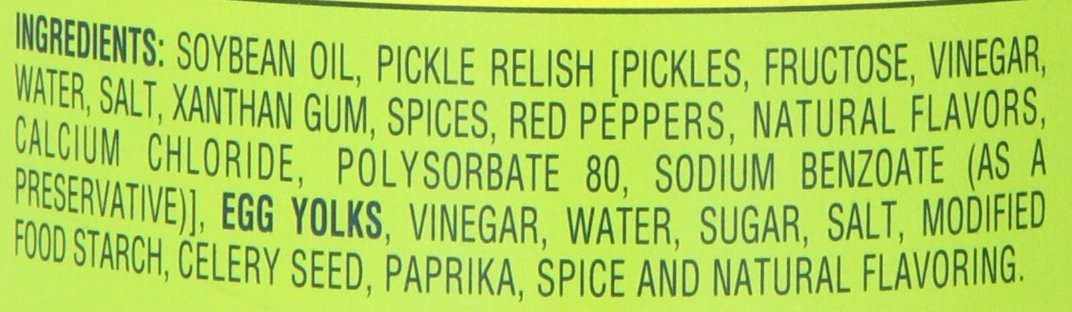 INGREDIENTS: SOYBEAN OIL, PICKLE RELISH [PICKLES, FRUCTOSE, VINEGAR,
WATER, SALT, XANTHAN GUM, SPICES, RED PEPPERS, NATURAL FLAVORS,
CALCIUM CHLORIDE, POLYSORBATE 80, SODIUM BENZOATE (AS A
PRESERVATIVE)], EGG YOLKS, VINEGAR, WATER, SUGAR, SALT, MODIFIED
FOOD STARCH, CELERY SEED, PAPRIKA, SPICE AND NATURAL FLAVORING.